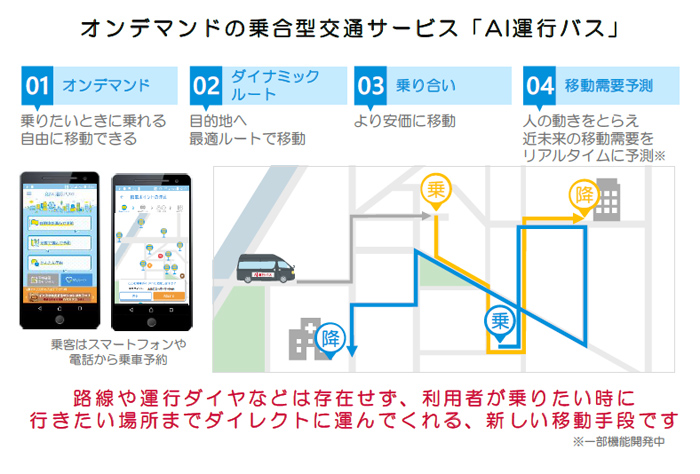 オンデマンドの乗合型交通サービス「AI運行バス」
01 オンデマンド
乗りたいときに乗れる
自由に移動できる
02 ダイナミック
ルート
目的地へ
最適ルートで移動
03 乗り合い
より安価に移動
04 移動需要予測
人の動きをとらえ
近未来の移動需要を
リアルタイムに予測※
乗
降
乗
降
乗客はスマートフォンや
電話から乗車予約
路線や運行ダイヤなどは存在せず、利用者が乗りたい時に
行きたい場所までダイレクトに運んでくれる、新しい移動手段です
※一部機能開発中